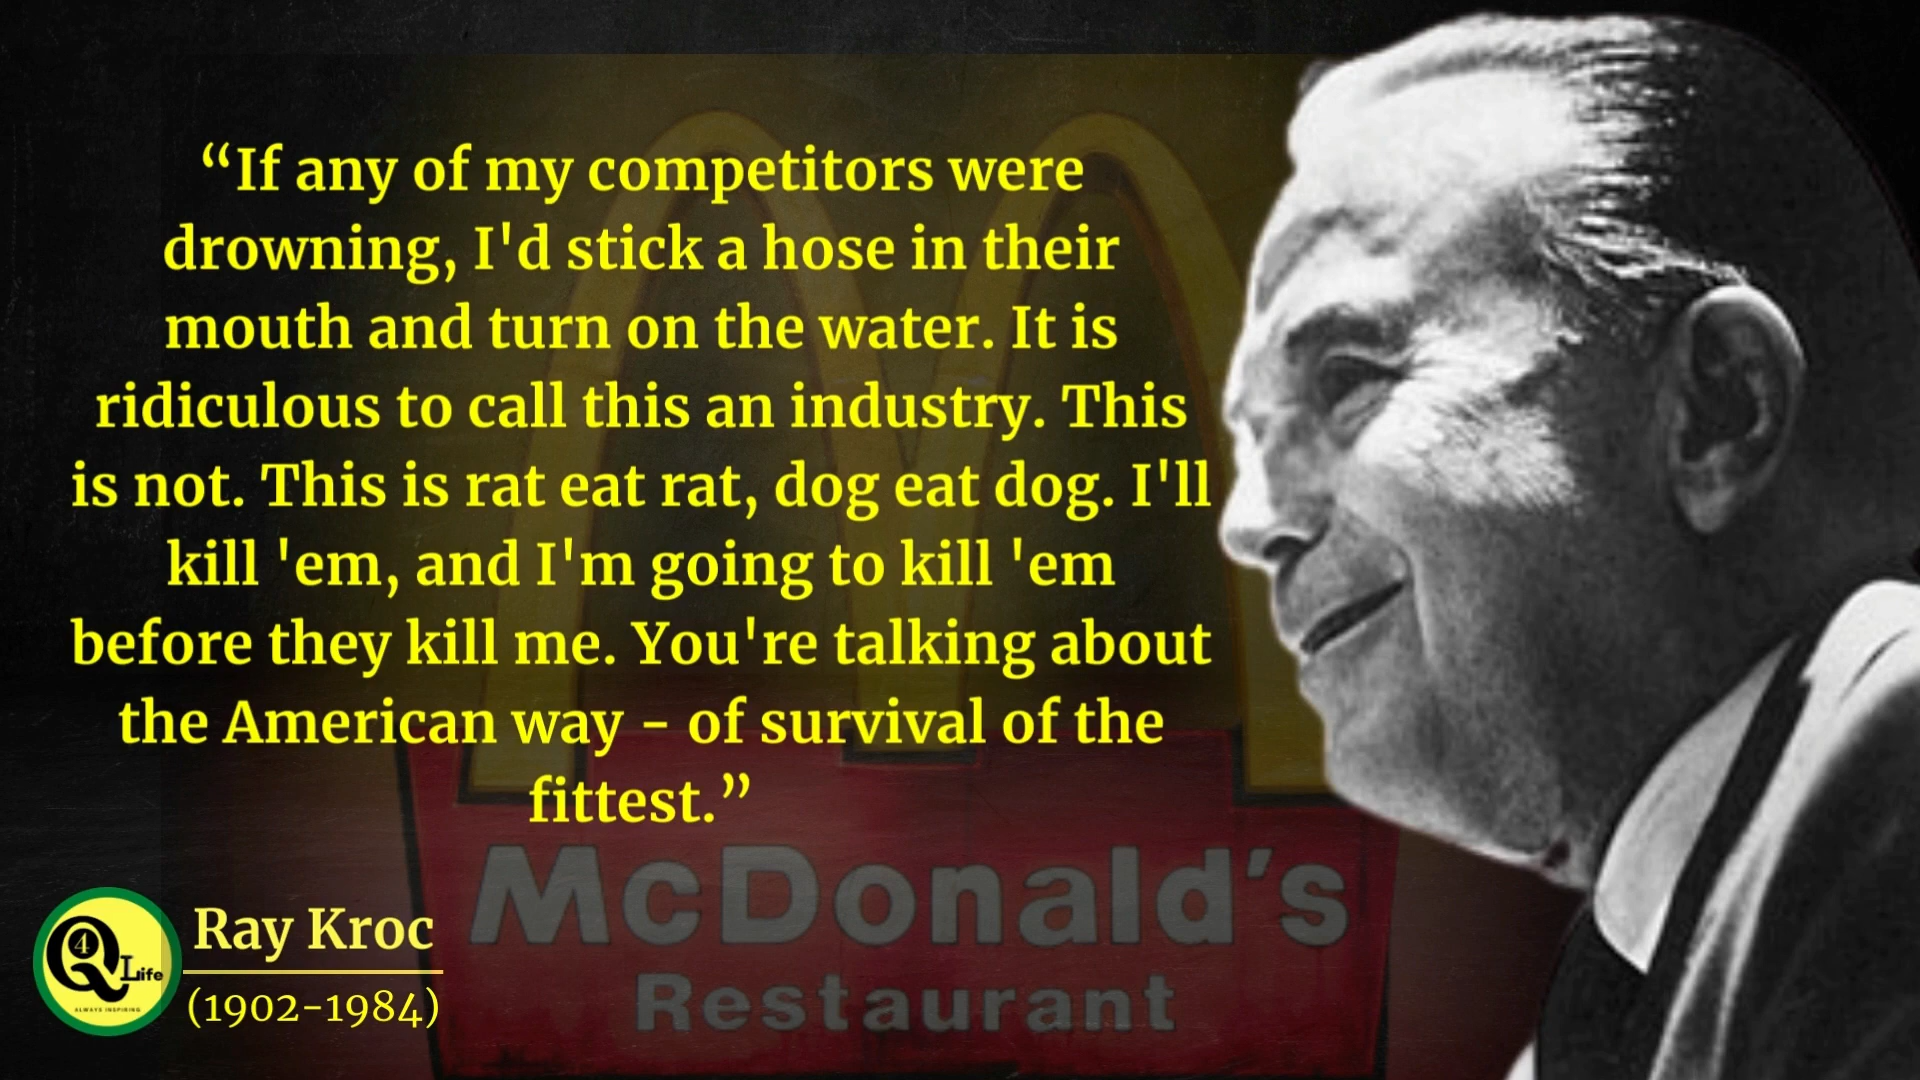 “If any of my competitors were
drowning, I'd stick a hose in their
mouth and turn on the water. It is
ridiculous to call this an industry. This
is not. This is rat eat rat, dog eat dog. I'll
kill 'em, and I'm going to kill 'em
before they kill me. You're talking about
the American way – of survival of the
fittest.”
McDonald's
Restaurant
Ray Kroc
(1902-1984)
4
Q Life
ALWAYS INSPIRING